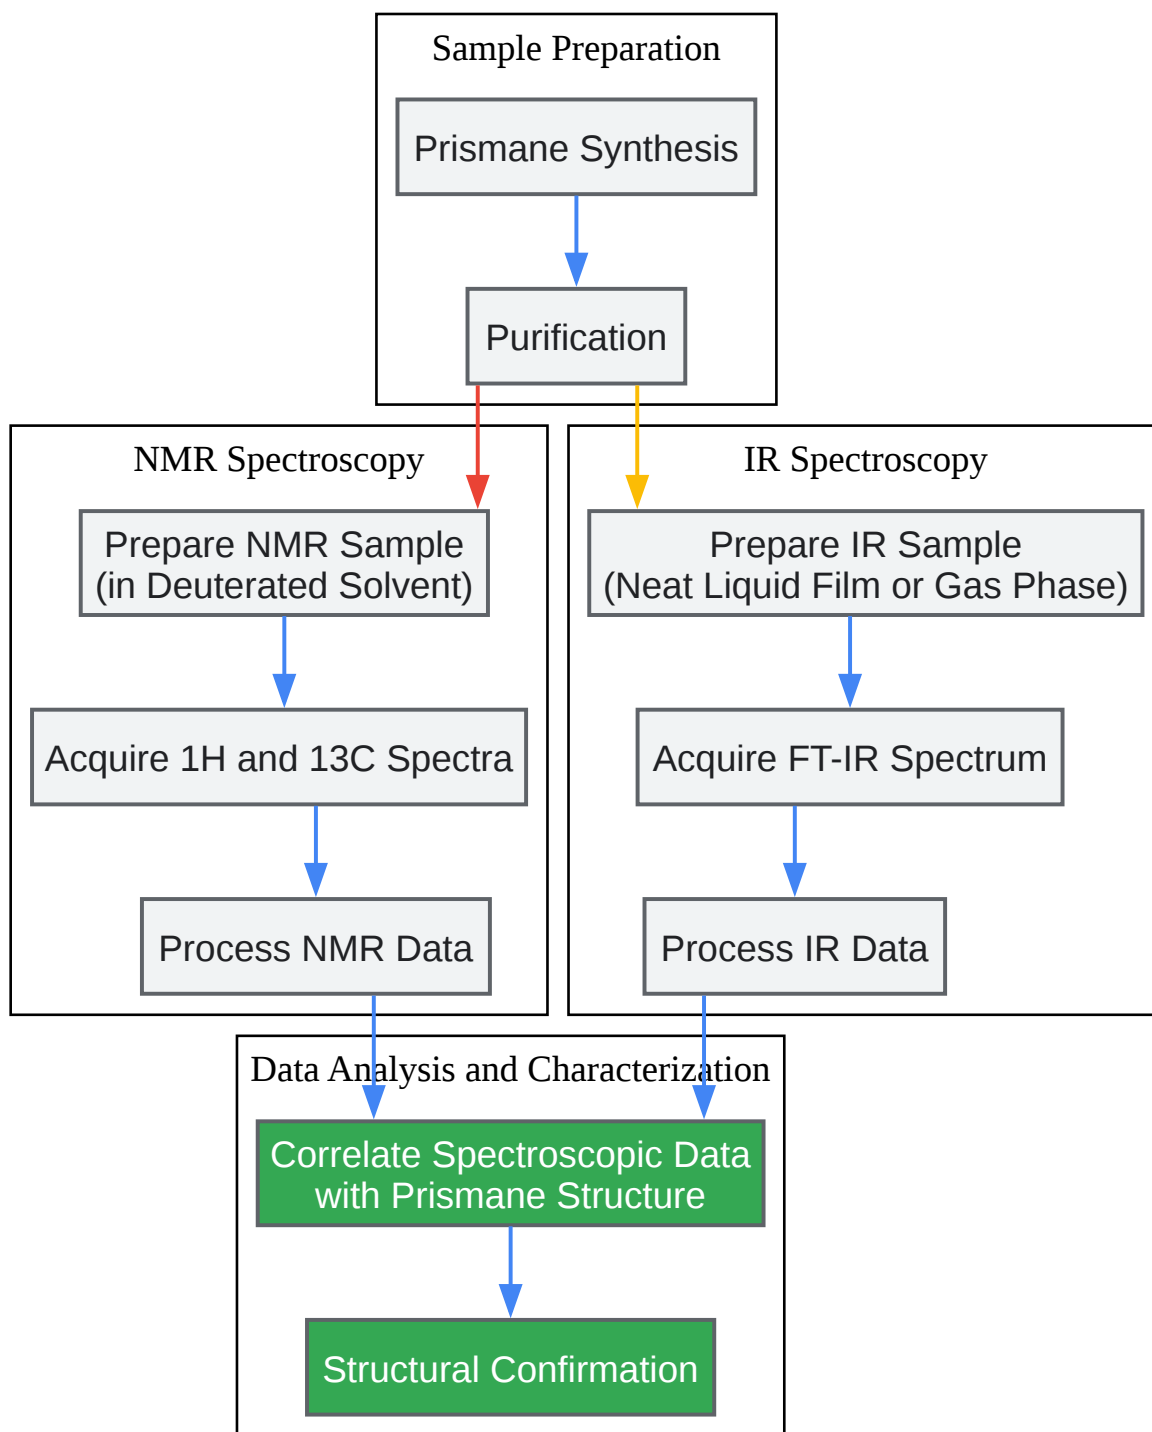 Sample Preparation
Prismane Synthesis
Purification
NMR Spectroscopy
Prepare NMR Sample
(in Deuterated Solvent)
Acquire 1H and 13C Spectra
Process NMR Data
IR Spectroscopy
Prepare IR Sample
(Neat Liquid Film or Gas Phase)
Acquire FT-IR Spectrum
Process IR Data
Data Analysis and Characterization
Correlate Spectroscopic Data
with Prismane Structure
Structural Confirmation